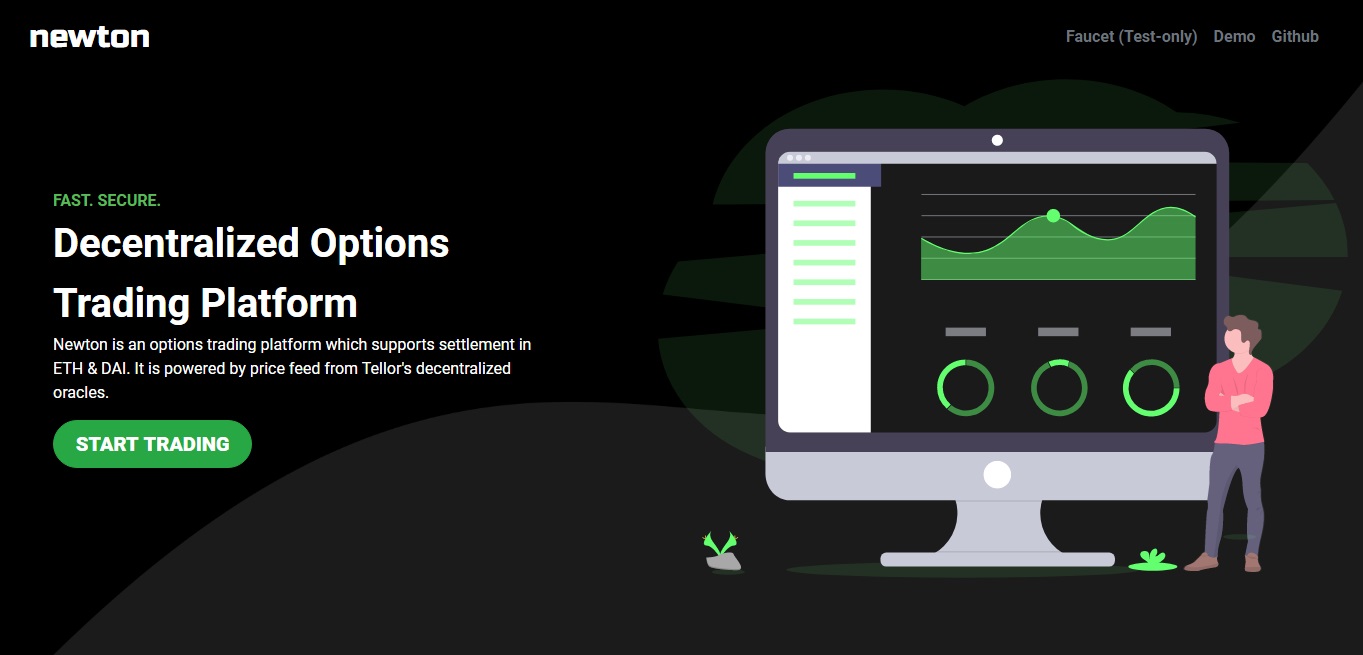 newton
Faucet (Test-only) Demo Github
FAST. SECURE.
Decentralized Options
Trading Platform
Newton is an options trading platform which supports settlement in
ETH & DAI. It is powered by price feed from Tellor's decentralized
oracles.
START TRADING